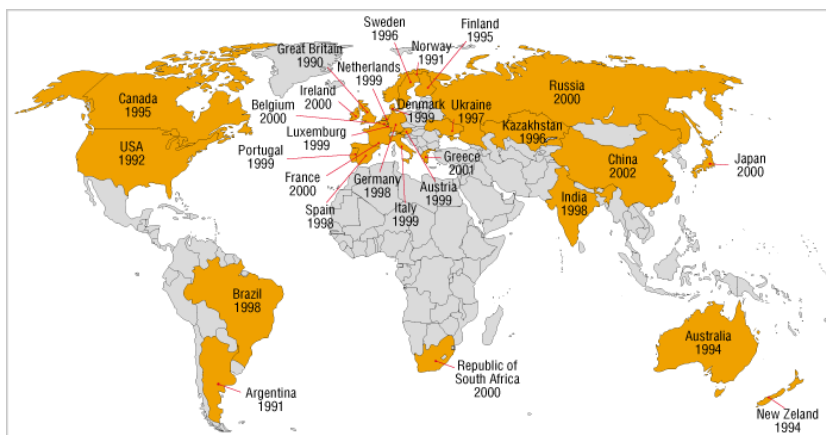 Sweden
1996
Finland
1995
Norway
1991
Great Britain
1990
Netherlands
1999
Ireland
2000
Belgium
2000
Denmark
1999
Ukraine
1997
Russia
2000
Canada
1995
Luxemburg
1999
Kazakhstan
1996
USA
1992
Portugal
1999
Greece
2001
China
2002
Japan
2000
France
2000
Germany
1998
Austria
1999
India
1998
Spain
1998
Italy
1999
Brazil
1998
Australia
1994
Republic of
South Africa
2000
Argentina
1991
New Zeland
1994